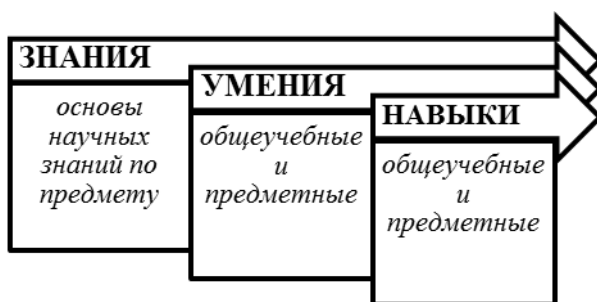 ЗНАНИЯ
основы
научных
знаний по
предмету
УМЕНИЯ
общеучебные
и
предметные
НАВЫКИ
общеучебные
и
предметные